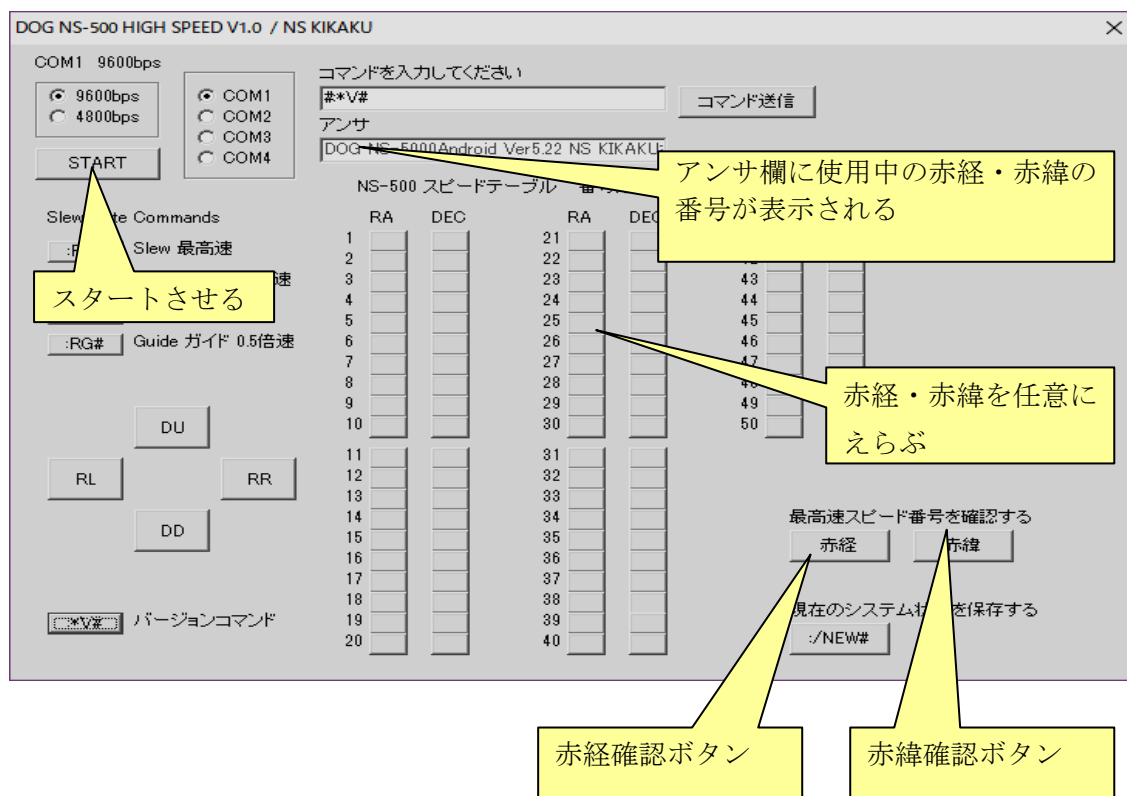 DOG NS-500 HIGH SPEED V1.0 / NS KIKAKU
COM1 9600bps
9600bps
4800bps
COM1
COM2
COM3
COM4
START
コマンドを入力してください
#*V#
コマンド送信
アンサ
DOG NS-5000Android Ver5.22 NS KIKAKU
アンサ欄に使用中の赤経・赤緯の
番号が表示される
NS-500 スピードテーブル
Commands
Slew 最高速
スタートさせる
:RG# Guide ガイド 0.5倍速
DU
RL
RR
DD
:*V#
バージョンコマンド
RA DEC
1
2
3
4
5
6
7
8
9
10
11
12
13
14
15
16
17
18
19
20
RA DEC
21
22
23
24
25
26
27
28
29
30
31
32
33
34
35
36
37
38
39
40
43
44
45
46
47
49
50
赤経・赤緯を任意に
えらぶ
最高速スピード番号を確認する
赤経
赤緯
現在のシステム状態を保存する
:/NEW#
赤経確認ボタン
赤緯確認ボタン